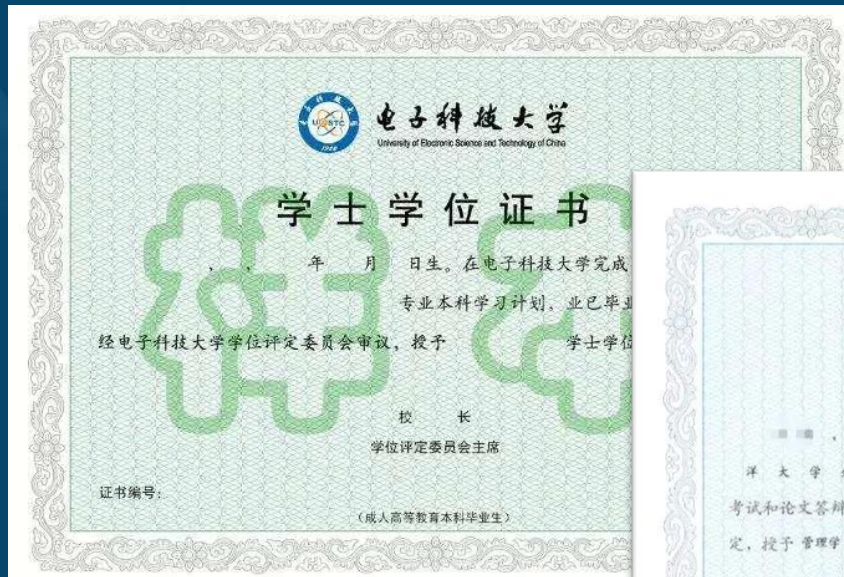 电子科技大学
University of Electronic Science and Technology of China
学士学位证书
， ， 年 月 日生。在电子科技大学完成
专业本科学习计划，业已毕业
经电子科技大学学位评定委员会审议，授予 学士学位
校 长
学位评定委员会主席
证书编号：
（成人高等教育本科毕业生）
样
，
洋大学
考试和论文答辩
定，授予管理学